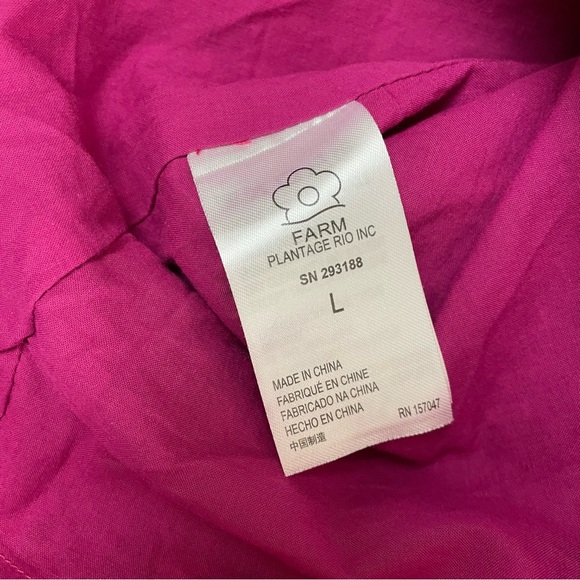 FARM
PLANTAGE RIO INC
SN 293188
L
MADE IN CHINA
FABRIQUÉ EN CHINE
FABRICADO NA CHINA
HECHO EN CHINA
中国制造
RN 157047